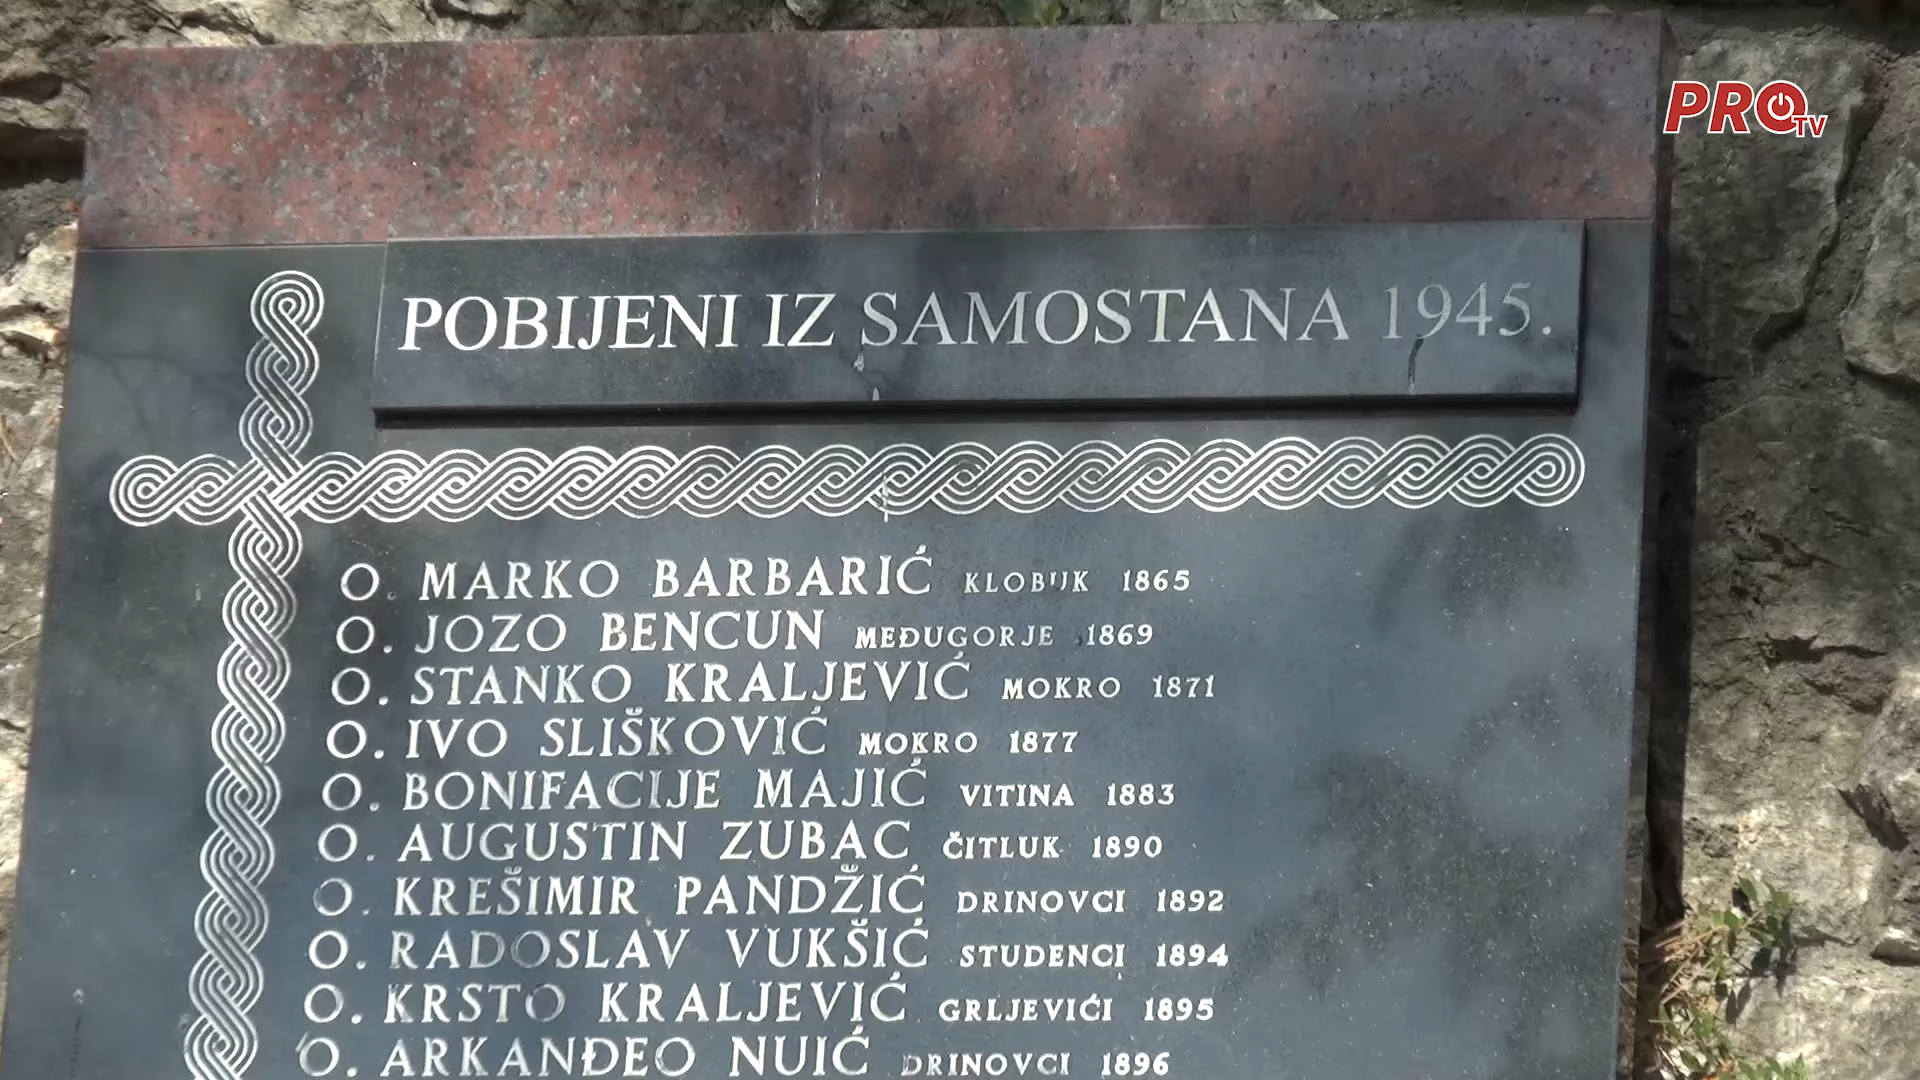 PROTV
POBIJENI IZ SAMOSTANA 1945.
O. MARKO BARBARIĆ KLOBUK 1865
O. JOZO BENCUN MEĐUGORJE 1869
O. STANKO KRALJEVIĆ MOKRO 1871
O. IVO SLIŠKOVIĆ MOKRO 1877
O. BONIFACIJE MAJIĆ VITINA 1883
O. AUGUSTIN ZUBAC ČITLUK 1890
O. KREŠIMIR PANDŽIĆ DRINOVCI 1892
O. RADOSLAV VUKŠIĆ STUDENCI 1894
O. KRSTO KRALJEVIĆ GRLJEVIĆI 1895
O. ARKANĐEO NUIĆ DRINOVCI 1896